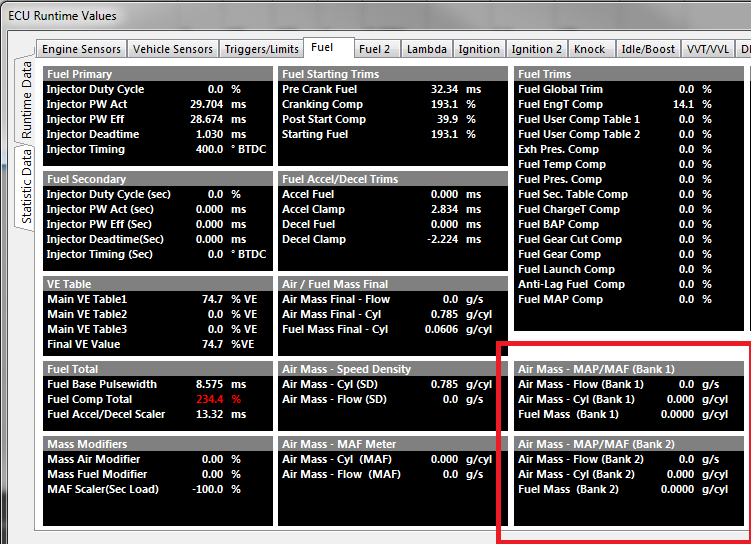 ECU Runtime Values
Engine Sensors Vehicle Sensors Triggers/Limits Fuel Fuel 2 Lambda Ignition Ignition 2 Knock Idle/Boost VVT/VVL
Runtime Data
Statistic Data
Fuel Primary
Injector Duty Cycle 0.0 %
Injector PW Act 29.704 ms
Injector PW Eff 28.674 ms
Injector Deadtime 1.030 ms
Injector Timing 400.0 ° BTDC
Fuel Secondary
Injector Duty Cycle (sec) 0.0 %
Injector PW Act (sec) 0.000 ms
Injector PW Eff (Sec) 0.000 ms
Injector Deadtime(Sec) 0.000 ms
Injector Timing (Sec) 0.0 ° BTDC
VE Table
Main VE Table1 74.7 % VE
Main VE Table2 0.0 % VE
Main VE Table3 0.0 % VE
Final VE Value 74.7 %VE
Fuel Total
Fuel Base Pulsewidth 8.575 ms
Fuel Comp Total 234.4 %
Fuel Accel/Decel Scaler 13.32 ms
Mass Modifiers
Mass Air Modifier 0.00 %
Mass Fuel Modifier 0.00 %
MAF Scaler(Sec Load) -100.0 %
Fuel Starting Trims
Pre Crank Fuel 32.34 ms
Cranking Comp 193.1 %
Post Start Comp 39.9 %
Starting Fuel 193.1 %
Fuel Accel/Decel Trims
Accel Fuel 0.000 ms
Accel Clamp 2.834 ms
Decel Fuel 0.000 ms
Decel Clamp -2.224 ms
Air / Fuel Mass Final
Air Mass Final - Flow 0.0 g/s
Air Mass Final - Cyl 0.785 g/cyl
Fuel Mass Final - Cyl 0.0606 g/cyl
Air Mass - Speed Density
Air Mass - Cyl (SD) 0.785 g/cyl
Air Mass - Flow (SD) 0.0 g/s
Air Mass - MAF Meter
Air Mass - Cyl (MAF) 0.000 g/cyl
Air Mass - Flow (MAF) 0.0 g/s
Fuel Trims
Fuel Global Trim 0.0 %
Fuel EngT Comp 14.1 %
Fuel User Comp Table 1 0.0 %
Fuel User Comp Table 2 0.0 %
Exh Pres. Comp 0.0 %
Fuel Temp Comp 0.0 %
Fuel Pres. Comp 0.0 %
Fuel Sec. Table Comp 0.0 %
Fuel ChargeT Comp 0.0 %
Fuel BAP Comp 0.0 %
Fuel Gear Cut Comp 0.0 %
Fuel Gear Comp 0.0 %
Fuel Launch Comp 0.0 %
Anti-Lag Fuel Comp 0.0 %
Fuel MAP Comp 0.0 %
Air Mass - MAP/MAF (Bank 1)
Air Mass - Flow (Bank 1) 0.0 g/s
Air Mass - Cyl (Bank 1) 0.000 g/cyl
Fuel Mass (Bank 1) 0.0000 g/cyl
Air Mass - MAP/MAF (Bank 2)
Air Mass - Flow (Bank 2) 0.0 g/s
Air Mass - Cyl (Bank 2) 0.000 g/cyl
Fuel Mass (Bank 2) 0.0000 g/cyl